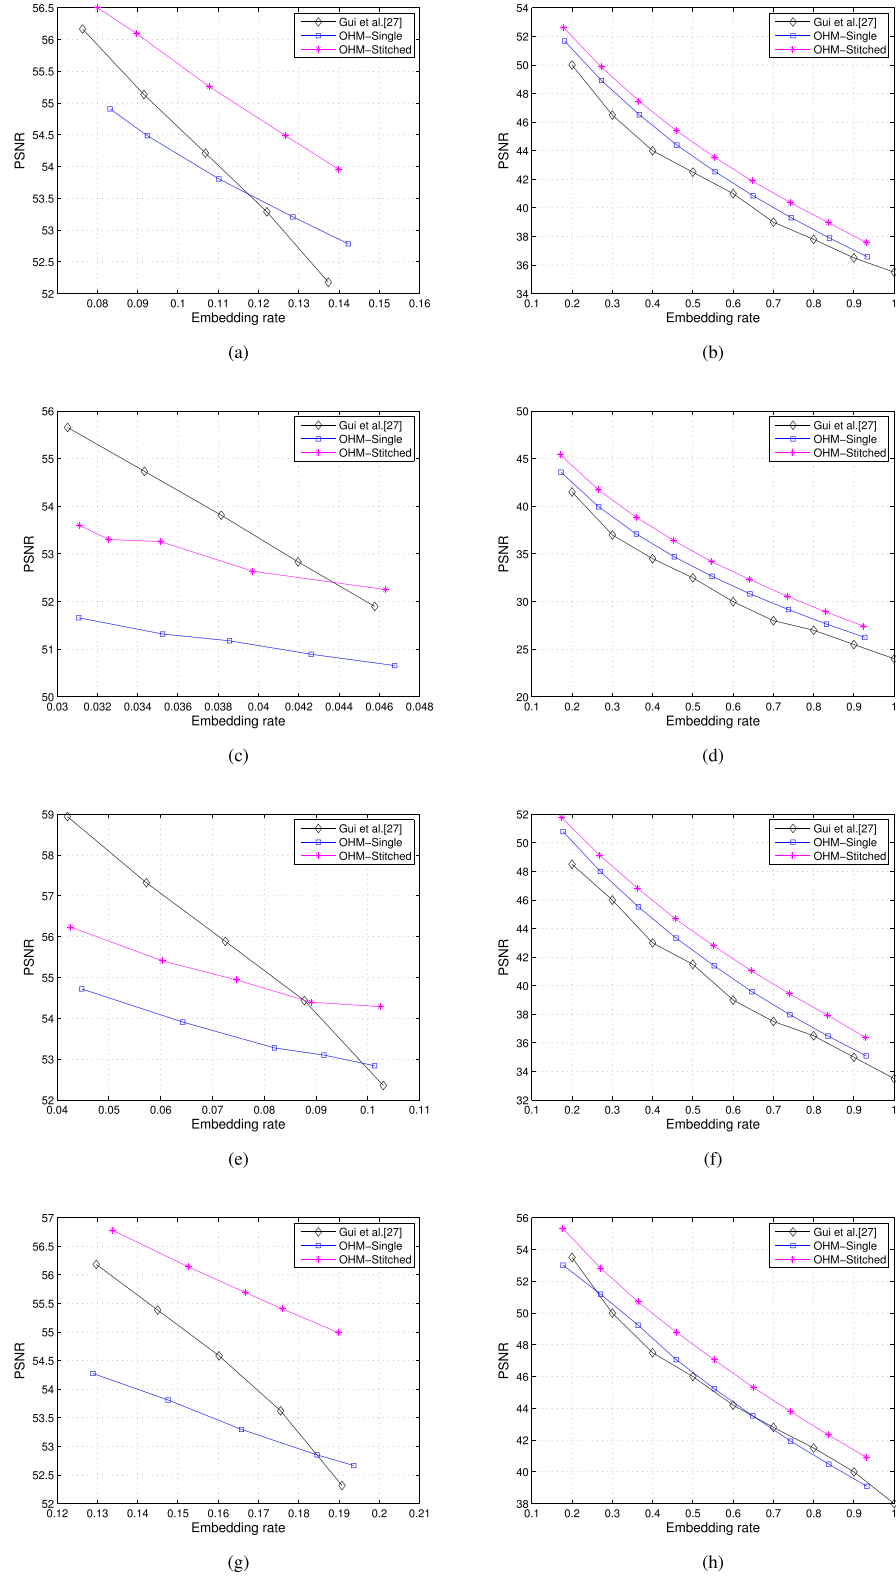 56.5
56
55.5
55
54.5
54
53.5
53
52.5
52
PSNR
Gui et al.[27]
OHM−Single
OHM−Stitched
0.08 0.09 0.1 0.11 0.12 0.13 0.14 0.15 0.16
Embedding rate
(a)
54
52
50
48
46
44
42
40
38
36
34
PSNR
Gui et al.[27]
OHM−Single
OHM−Stitched
0.1 0.2 0.3 0.4 0.5 0.6 0.7 0.8 0.9 1
Embedding rate
(b)
56
55
54
53
52
51
50
PSNR
Gui et al.[27]
OHM−Single
OHM−Stitched
0.03 0.032 0.034 0.036 0.038 0.04 0.042 0.044 0.046 0.048
Embedding rate
(c)
50
45
40
35
30
25
20
PSNR
Gui et al.[27]
OHM−Single
OHM−Stitched
0.1 0.2 0.3 0.4 0.5 0.6 0.7 0.8 0.9 1
Embedding rate
(d)
59
58
57
56
55
54
53
52
PSNR
Gui et al.[27]
OHM−Single
OHM−Stitched
0.04 0.05 0.06 0.07 0.08 0.09 0.1 0.11
Embedding rate
(e)
52
50
48
46
44
42
40
38
36
34
32
PSNR
Gui et al.[27]
OHM−Single
OHM−Stitched
0.1 0.2 0.3 0.4 0.5 0.6 0.7 0.8 0.9 1
Embedding rate
(f)
57
56.5
56
55.5
55
54.5
54
53.5
53
52.5
52
PSNR
Gui et al.[27]
OHM−Single
OHM−Stitched
0.12 0.13 0.14 0.15 0.16 0.17 0.18 0.19 0.2 0.21
Embedding rate
(g)
56
54
52
50
48
46
44
42
40
38
PSNR
Gui et al.[27]
OHM−Single
OHM−Stitched
0.1 0.2 0.3 0.4 0.5 0.6 0.7 0.8 0.9 1
Embedding rate
(h)